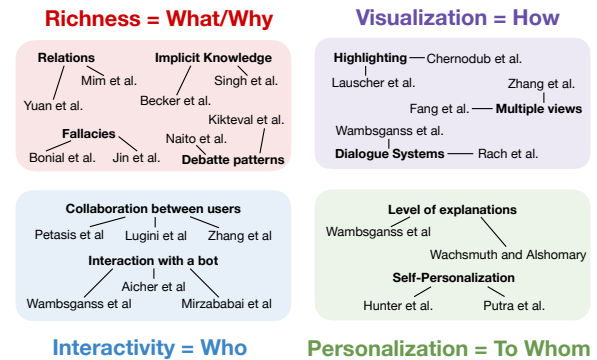 Richness = What/Why
Relations
Mim et al.
Yuan et al.
Implicit Knowledge
Singh et al.
Becker et al.
Kikteval et al.
Fallacies
Naito et al.
Bonial et al.
Jin et al.
Debatte patterns
Visualization = How
Highlighting
Chernodub et al.
Lauscher et al.
Zhang et al.
Fang et al.
Multiple views
Wambsganss et al.
Dialogue Systems
Rach et al.
Collaboration between users
Petasis et al
Lugini et al
Zhang et al
Interaction with a bot
Aicher et al
Wambsganss et al
Mirzababai et al
Interactivity = Who
Level of explanations
Wambsganss et al
Wachsmuth and Alshomary
Self-Personalization
Hunter et al.
Putra et al.
Personalization = To Whom